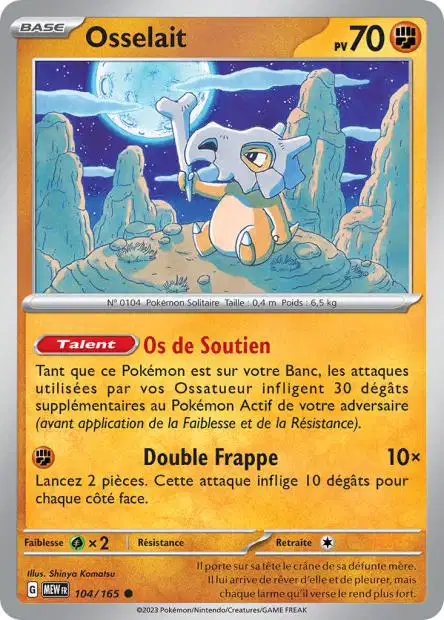 BASE
Osselait
PV 70
N° 0104 Pokémon Solitaire Taille : 0,4 m Poids : 6,5 kg
Talent Os de Soutien
Tant que ce Pokémon est sur votre Banc, les attaques
utilisées par vos Ossatueur infligent 30 dégâts
supplémentaires au Pokémon Actif de votre adversaire
(avant application de la Faiblesse et de la Résistance).
Double Frappe 10×
Lancez 2 pièces. Cette attaque inflige 10 dégâts pour
chaque côté face.
Faiblesse × 2 Résistance Retraite
Illus. Shinya Komatsu
G MEW FR 104/165
Il porte sur sa tête le crâne de sa défunte mère.
Il lui arrive de rêver d'elle et de pleurer, mais
chaque larme qu'il verse le rend plus fort.
©2023 Pokémon/Nintendo/Creatures/GAME FREAK